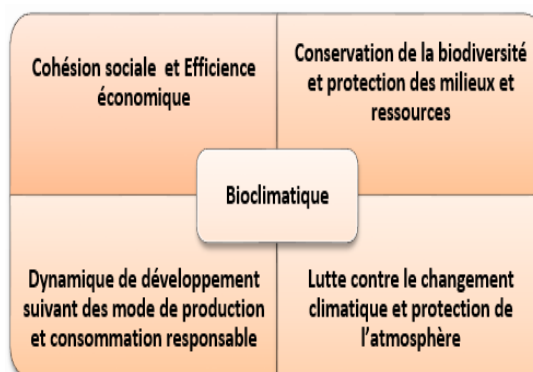 Cohésion sociale et Efficience
économique
Conservation de la biodiversité
et protection des milieux et
ressources
Bioclimatique
Dynamique de développement
suivant des mode de production
et consommation responsable
Lutte contre le changement
climatique et protection de
l'atmosphère